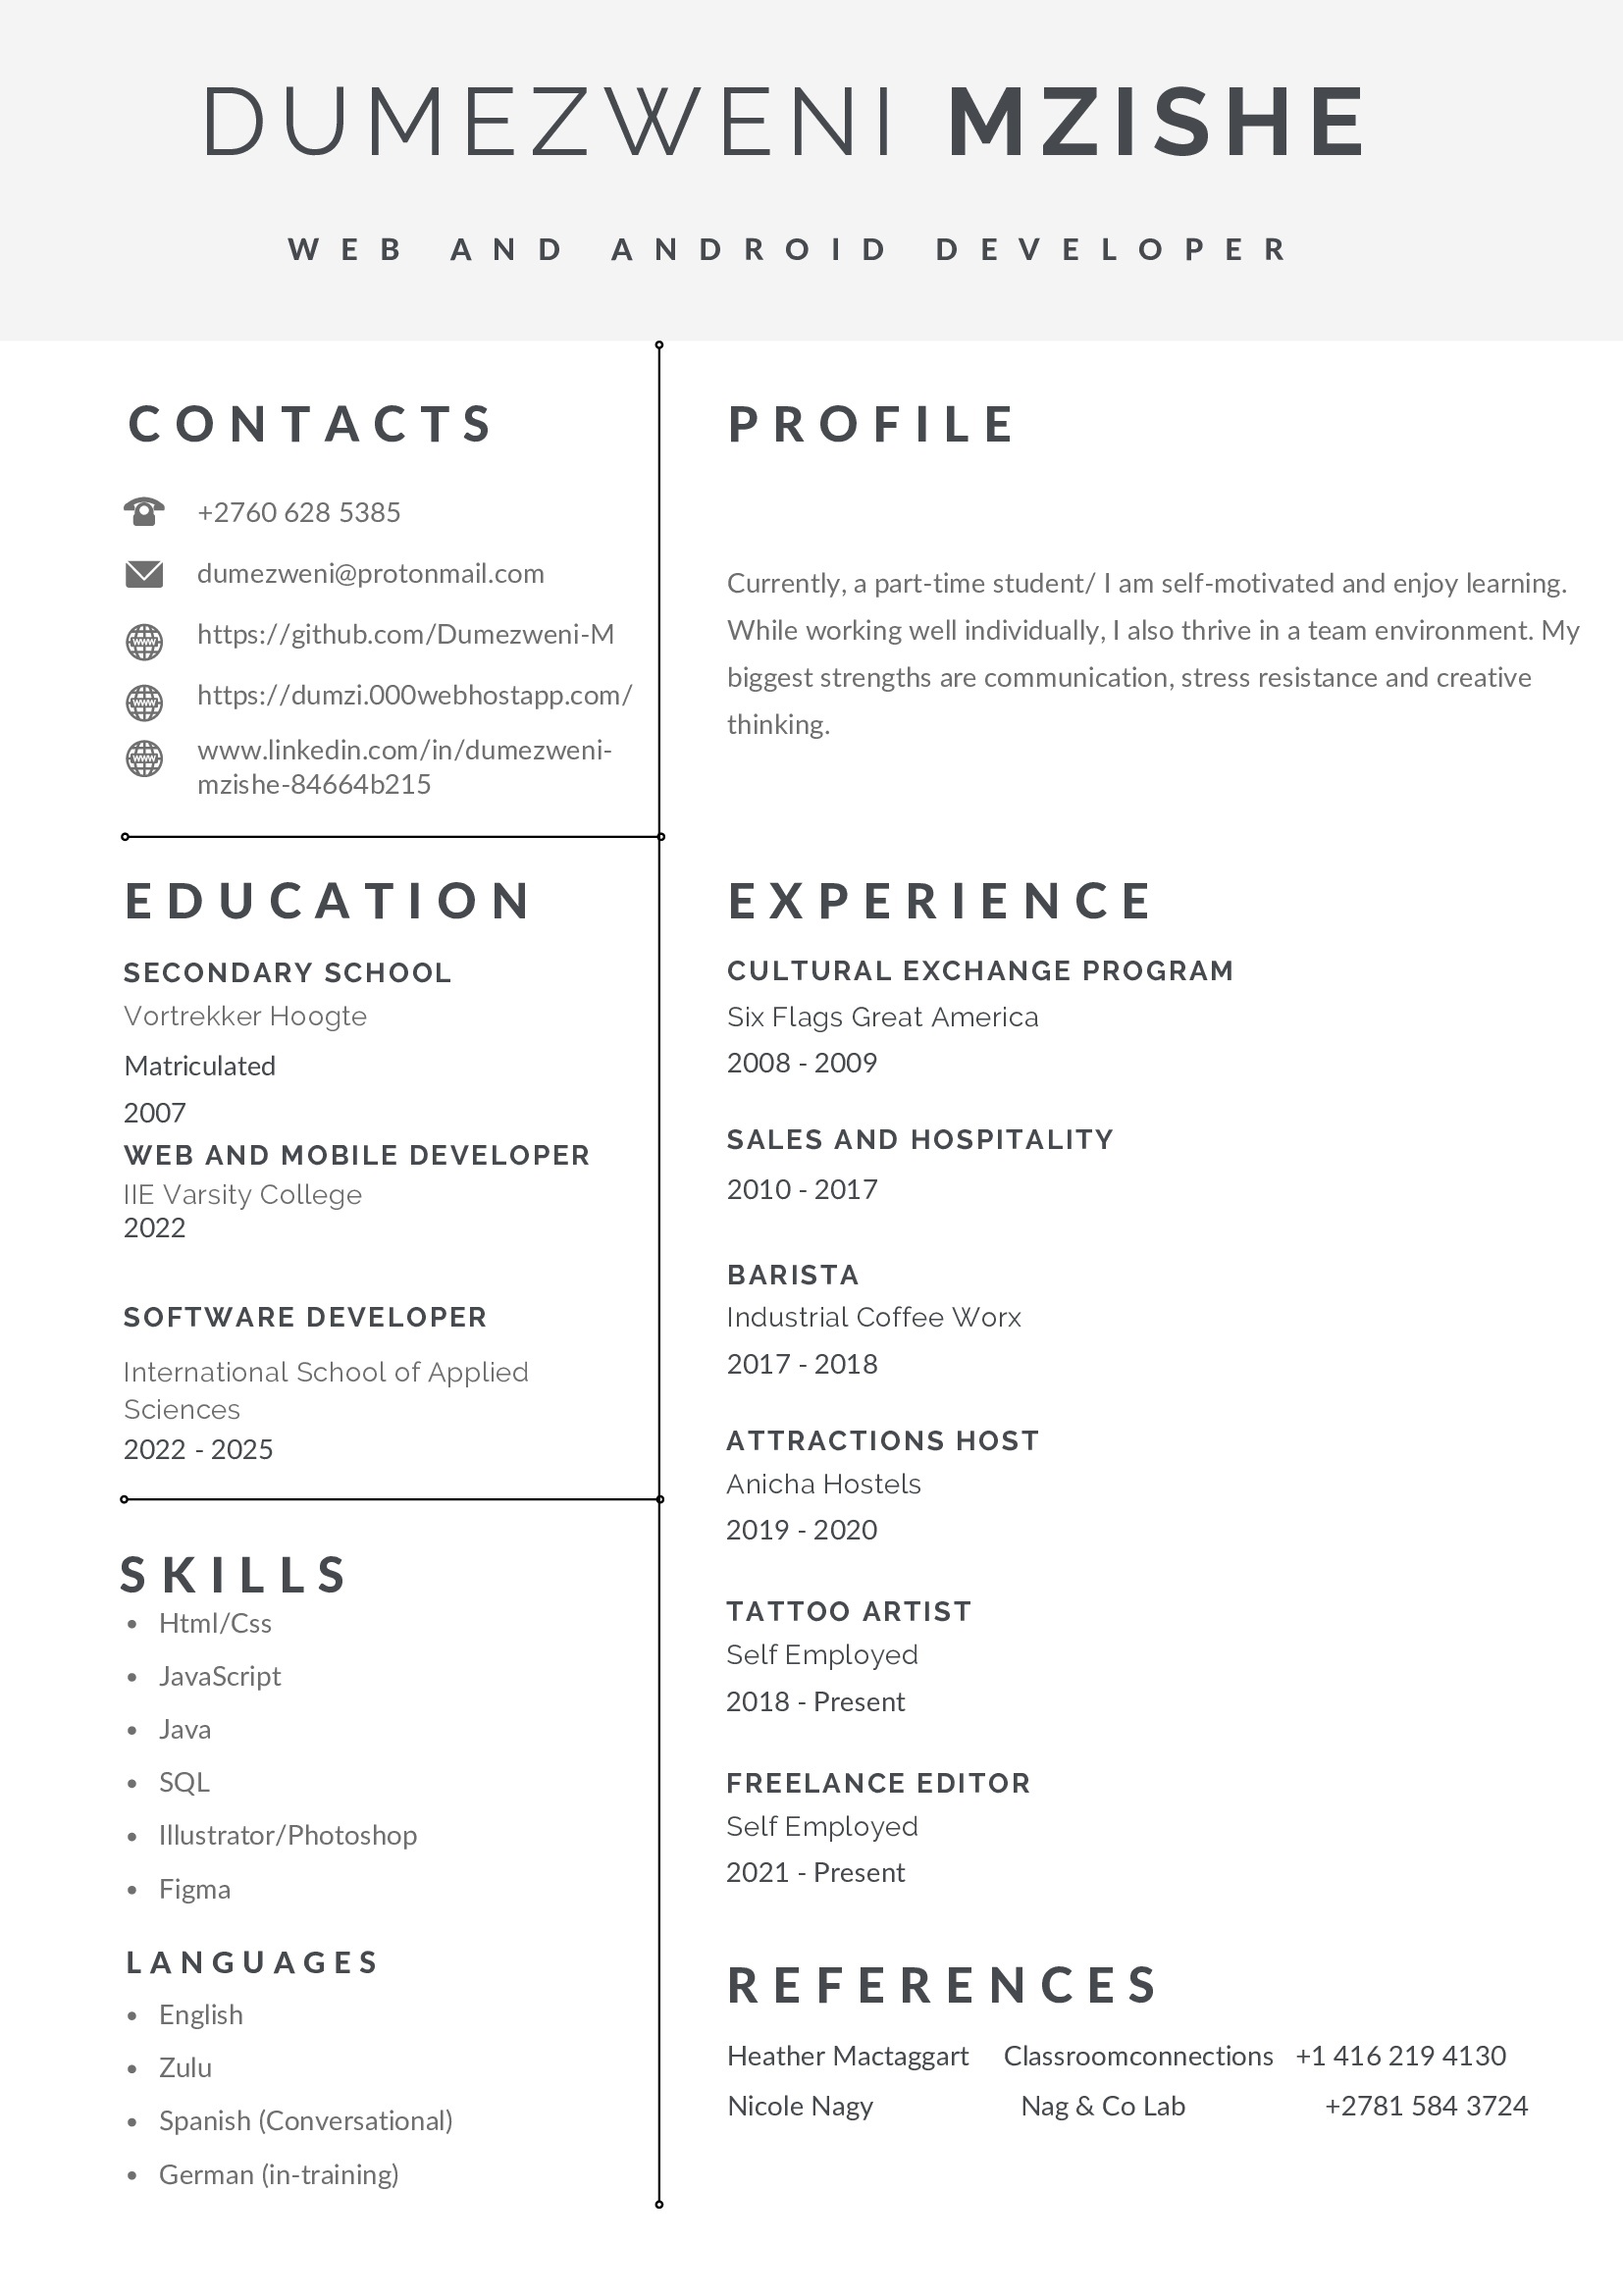 DUMEZWENI MZISHE
WEB AND ANDROID DEVELOPER
CONTACTS
+2760 628 5385
dumezweni@protonmail.com
https://github.com/Dumezweni-M
https://dumzi.000webhostapp.com/
www.linkedin.com/in/dumezweni-
mzishe-84664b215
EDUCATION
SECONDARY SCHOOL
Vortrekker Hoogte
Matriculated
2007
WEB AND MOBILE DEVELOPER
IIE Varsity College
2022
SOFTWARE DEVELOPER
International School of Applied
Sciences
2022 - 2025
SKILLS
• Html/Css
• JavaScript
• Java
• SQL
• Illustrator/Photoshop
• Figma
LANGUAGES
• English
• Zulu
• Spanish (Conversational)
• German (in-training)
PROFILE
Currently, a part-time student/ I am self-motivated and enjoy learning.
While working well individually, I also thrive in a team environment. My
biggest strengths are communication, stress resistance and creative
thinking.
EXPERIENCE
CULTURAL EXCHANGE PROGRAM
Six Flags Great America
2008 - 2009
SALES AND HOSPITALITY
2010 - 2017
BARISTA
Industrial Coffee Worx
2017 - 2018
ATTRACTIONS HOST
Anicha Hostels
2019 - 2020
TATTOO ARTIST
Self Employed
2018 - Present
FREELANCE EDITOR
Self Employed
2021 - Present
REFERENCES
Heather Mactaggart Classroomconnections +1 416 219 4130
Nicole Nagy Nag & Co Lab +2781 584 3724